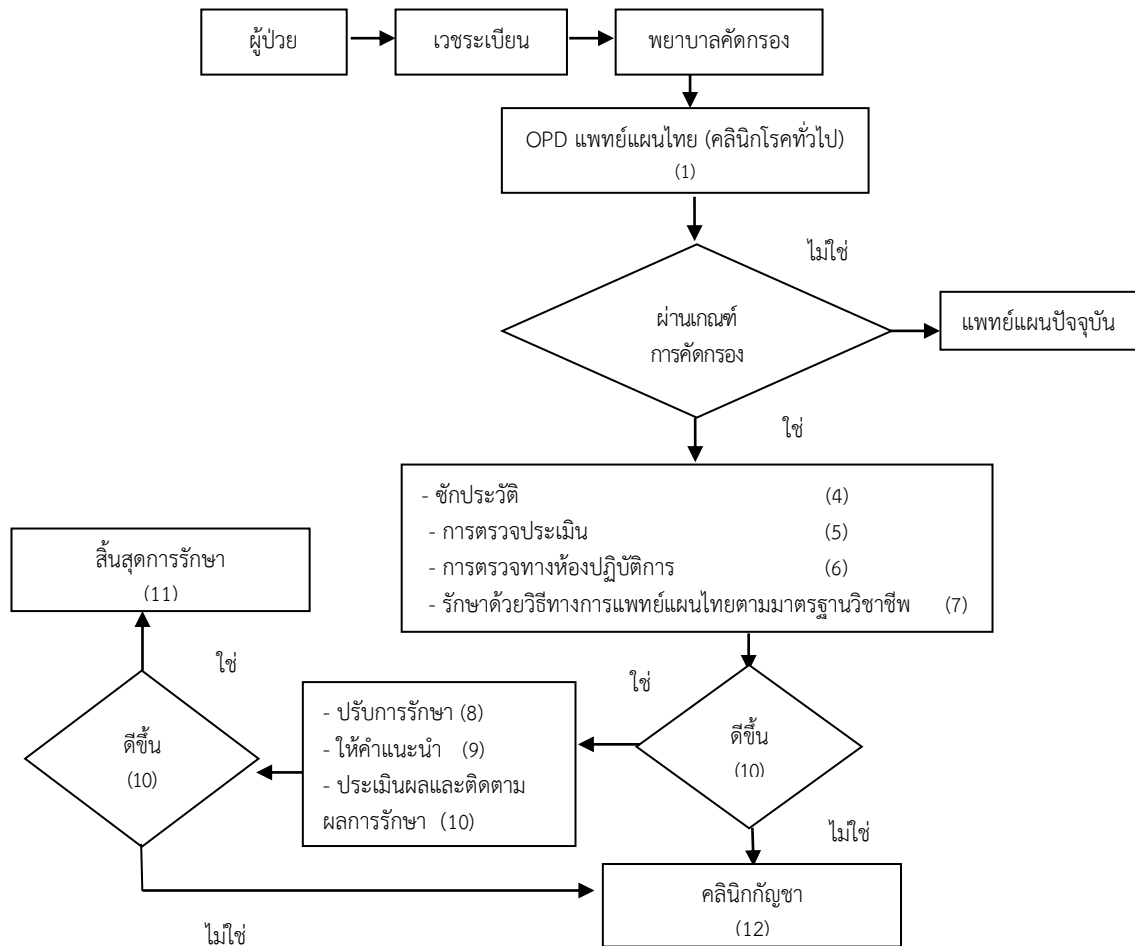 ผู้ป่วย
เวชระเบียน
พยาบาลคัดกรอง
OPD แพทย์แผนไทย (คลินิกโรคทั่วไป)
(1)
ไม่ใช่
ผ่านเกณฑ์
การคัดกรอง
แพทย์แผนปัจจุบัน
ใช่
- ซักประวัติ (4)
- การตรวจประเมิน (5)
- การตรวจทางห้องปฏิบัติการ (6)
- รักษาด้วยวิธีทางการแพทย์แผนไทยตามมาตรฐานวิชาชีพ (7)
สิ้นสุดการรักษา
(11)
ใช่
ใช่
ดีขึ้น
(10)
- ปรับการรักษา (8)
- ให้คำแนะนำ (9)
- ประเมินผลและติดตาม
ผลการรักษา (10)
ดีขึ้น
(10)
ไม่ใช่
คลินิกกัญชา
(12)
ไม่ใช่